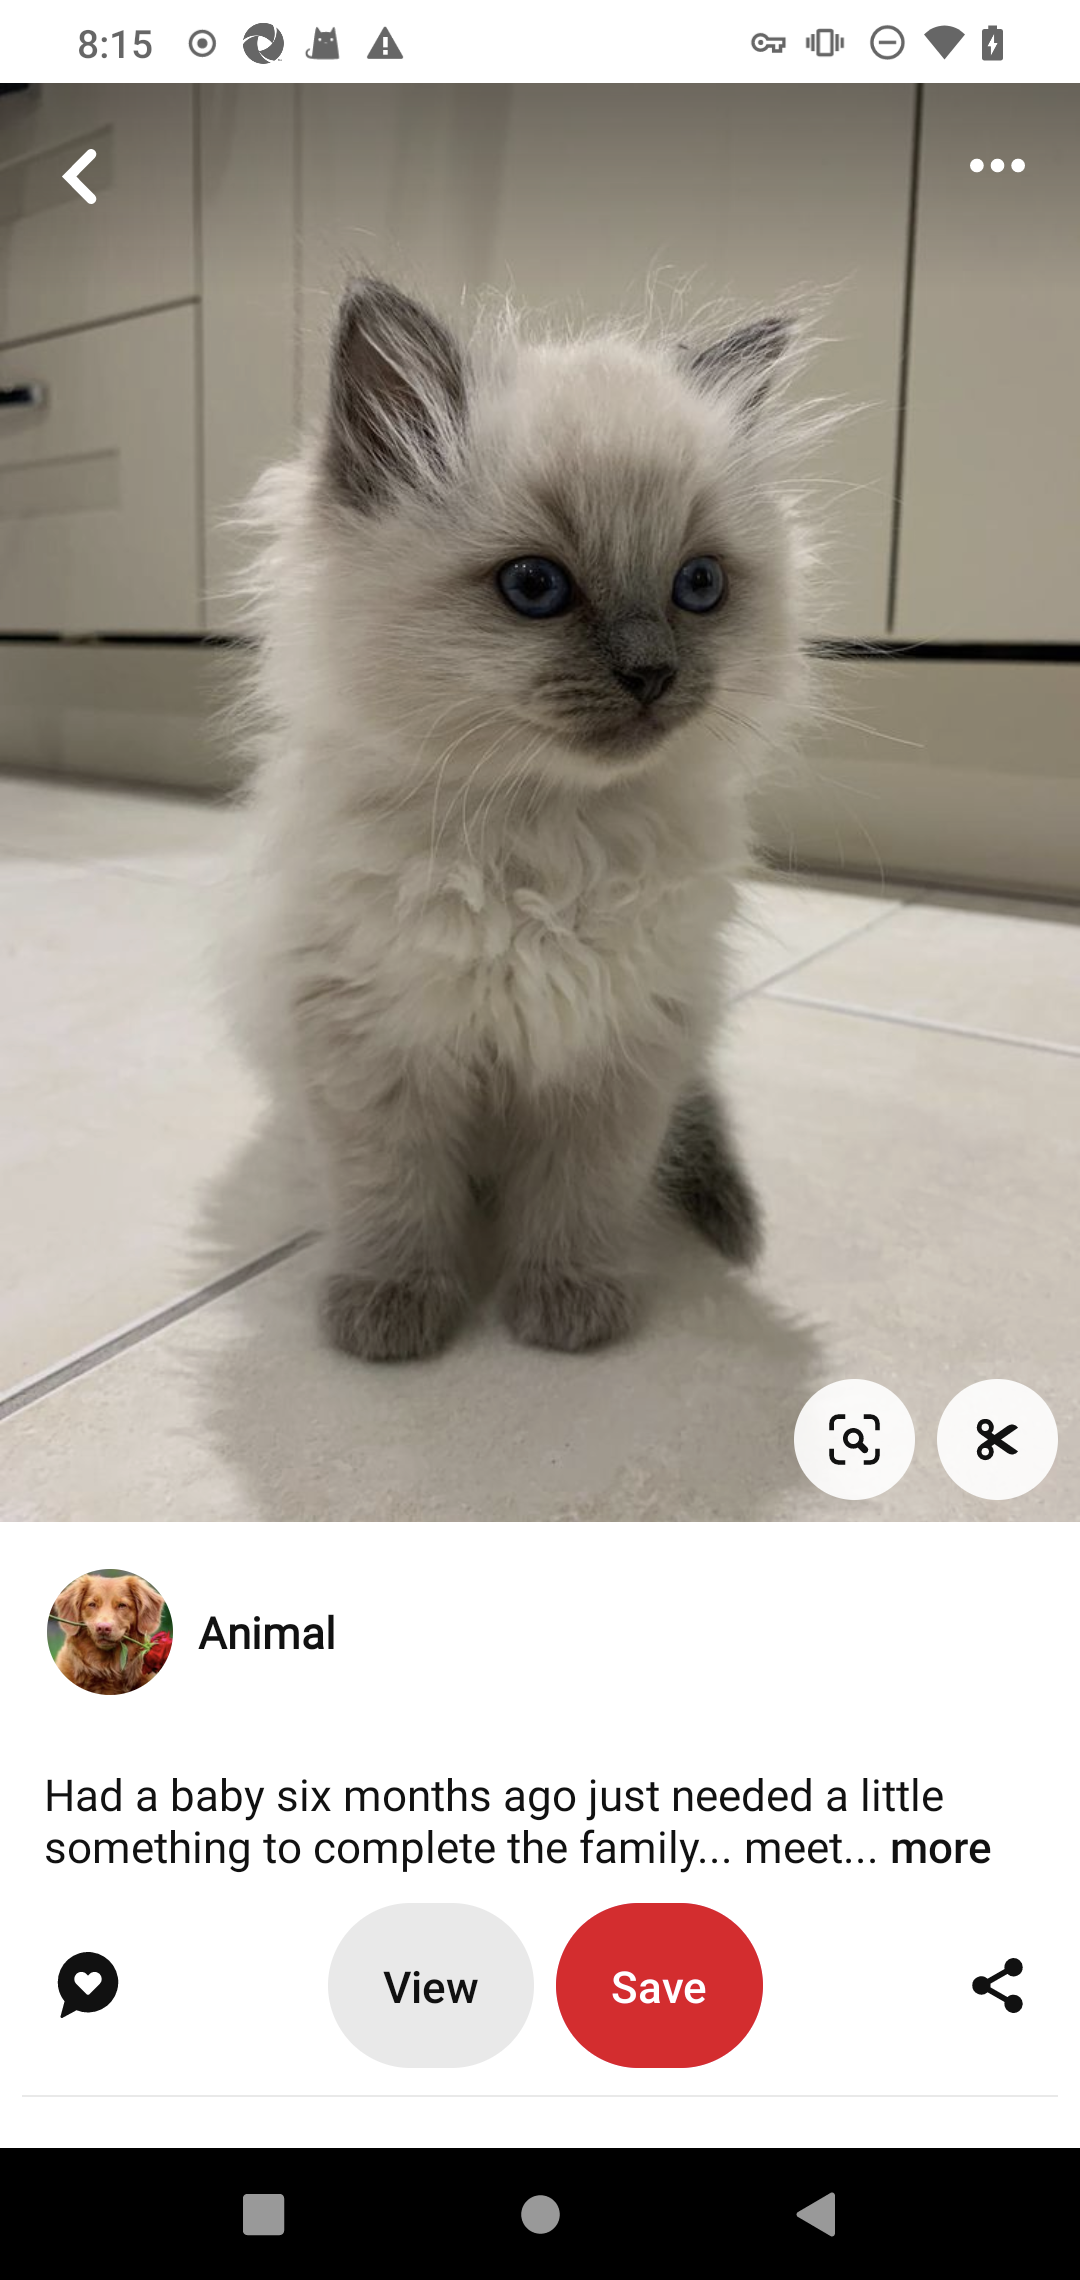 8:15
Animal
Had a baby six months ago just needed a little
something to complete the family... meet... more
View
Save